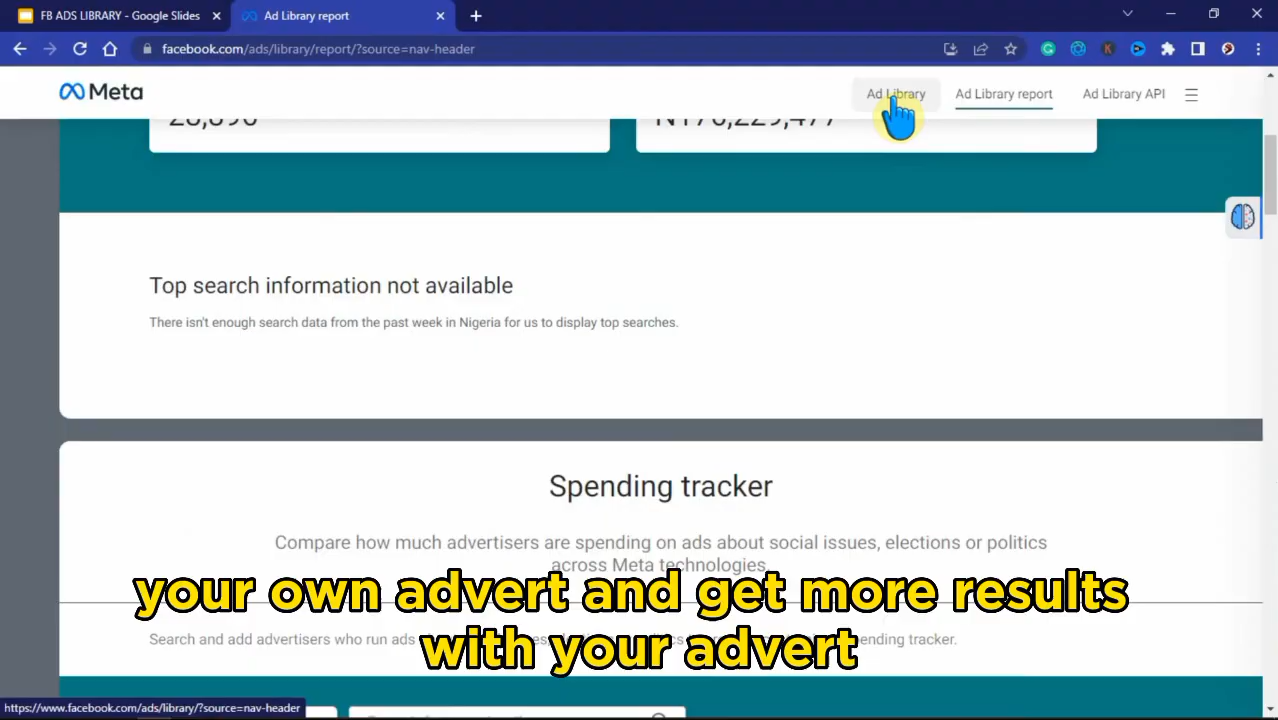 FB ADS LIBRARY - Google Slides
Ad Library report
facebook.com/ads/library/report/?source=nav-header
Meta
Ad Library
Ad Library report
Ad Library API
Top search information not available
There isn't enough search data from the past week in Nigeria for us to display top searches.
Spending tracker
Compare how much advertisers are spending on ads about social issues, elections or politics
across Meta technologies.
your own advert and get more results
with your advert
Search and add advertisers who run ads
pending tracker.
https://www.facebook.com/ads/library/?source=nav-header